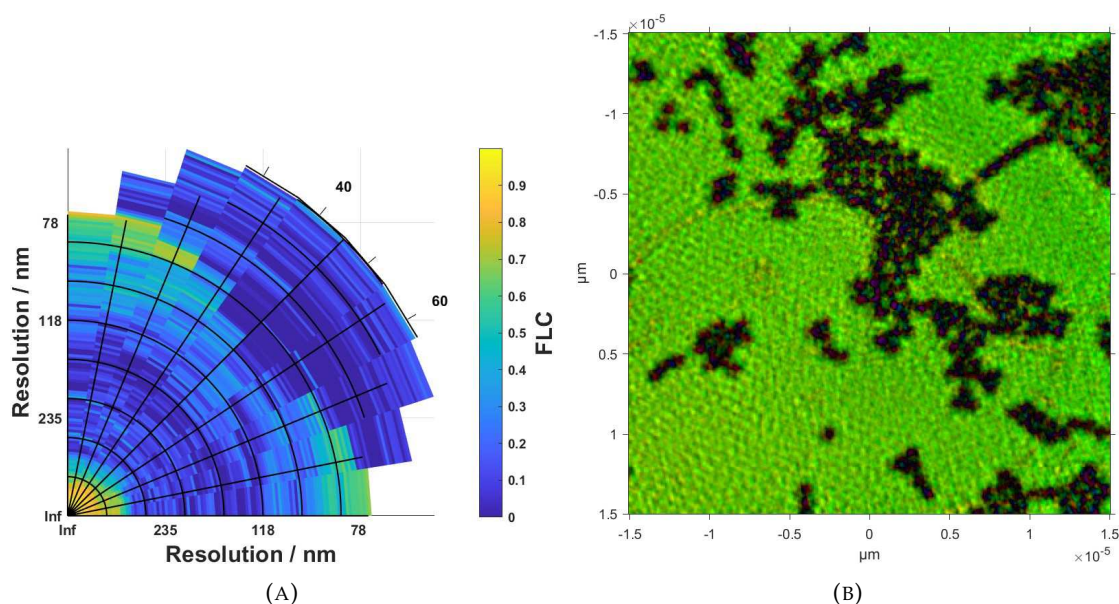 40
60
78
118
235
Inf
Resolution / nm
Inf
235
118
78
Resolution / nm
0.9
0.8
0.7
0.6
0.5
0.4
0.3
0.2
0.1
0
FLC
(A)
×10⁻⁵
-1.5
-1
-0.5
0
0.5
1
1.5
µm
-1.5 -1 -0.5 0 0.5 1 1.5
×10⁻⁵
µm
(B)